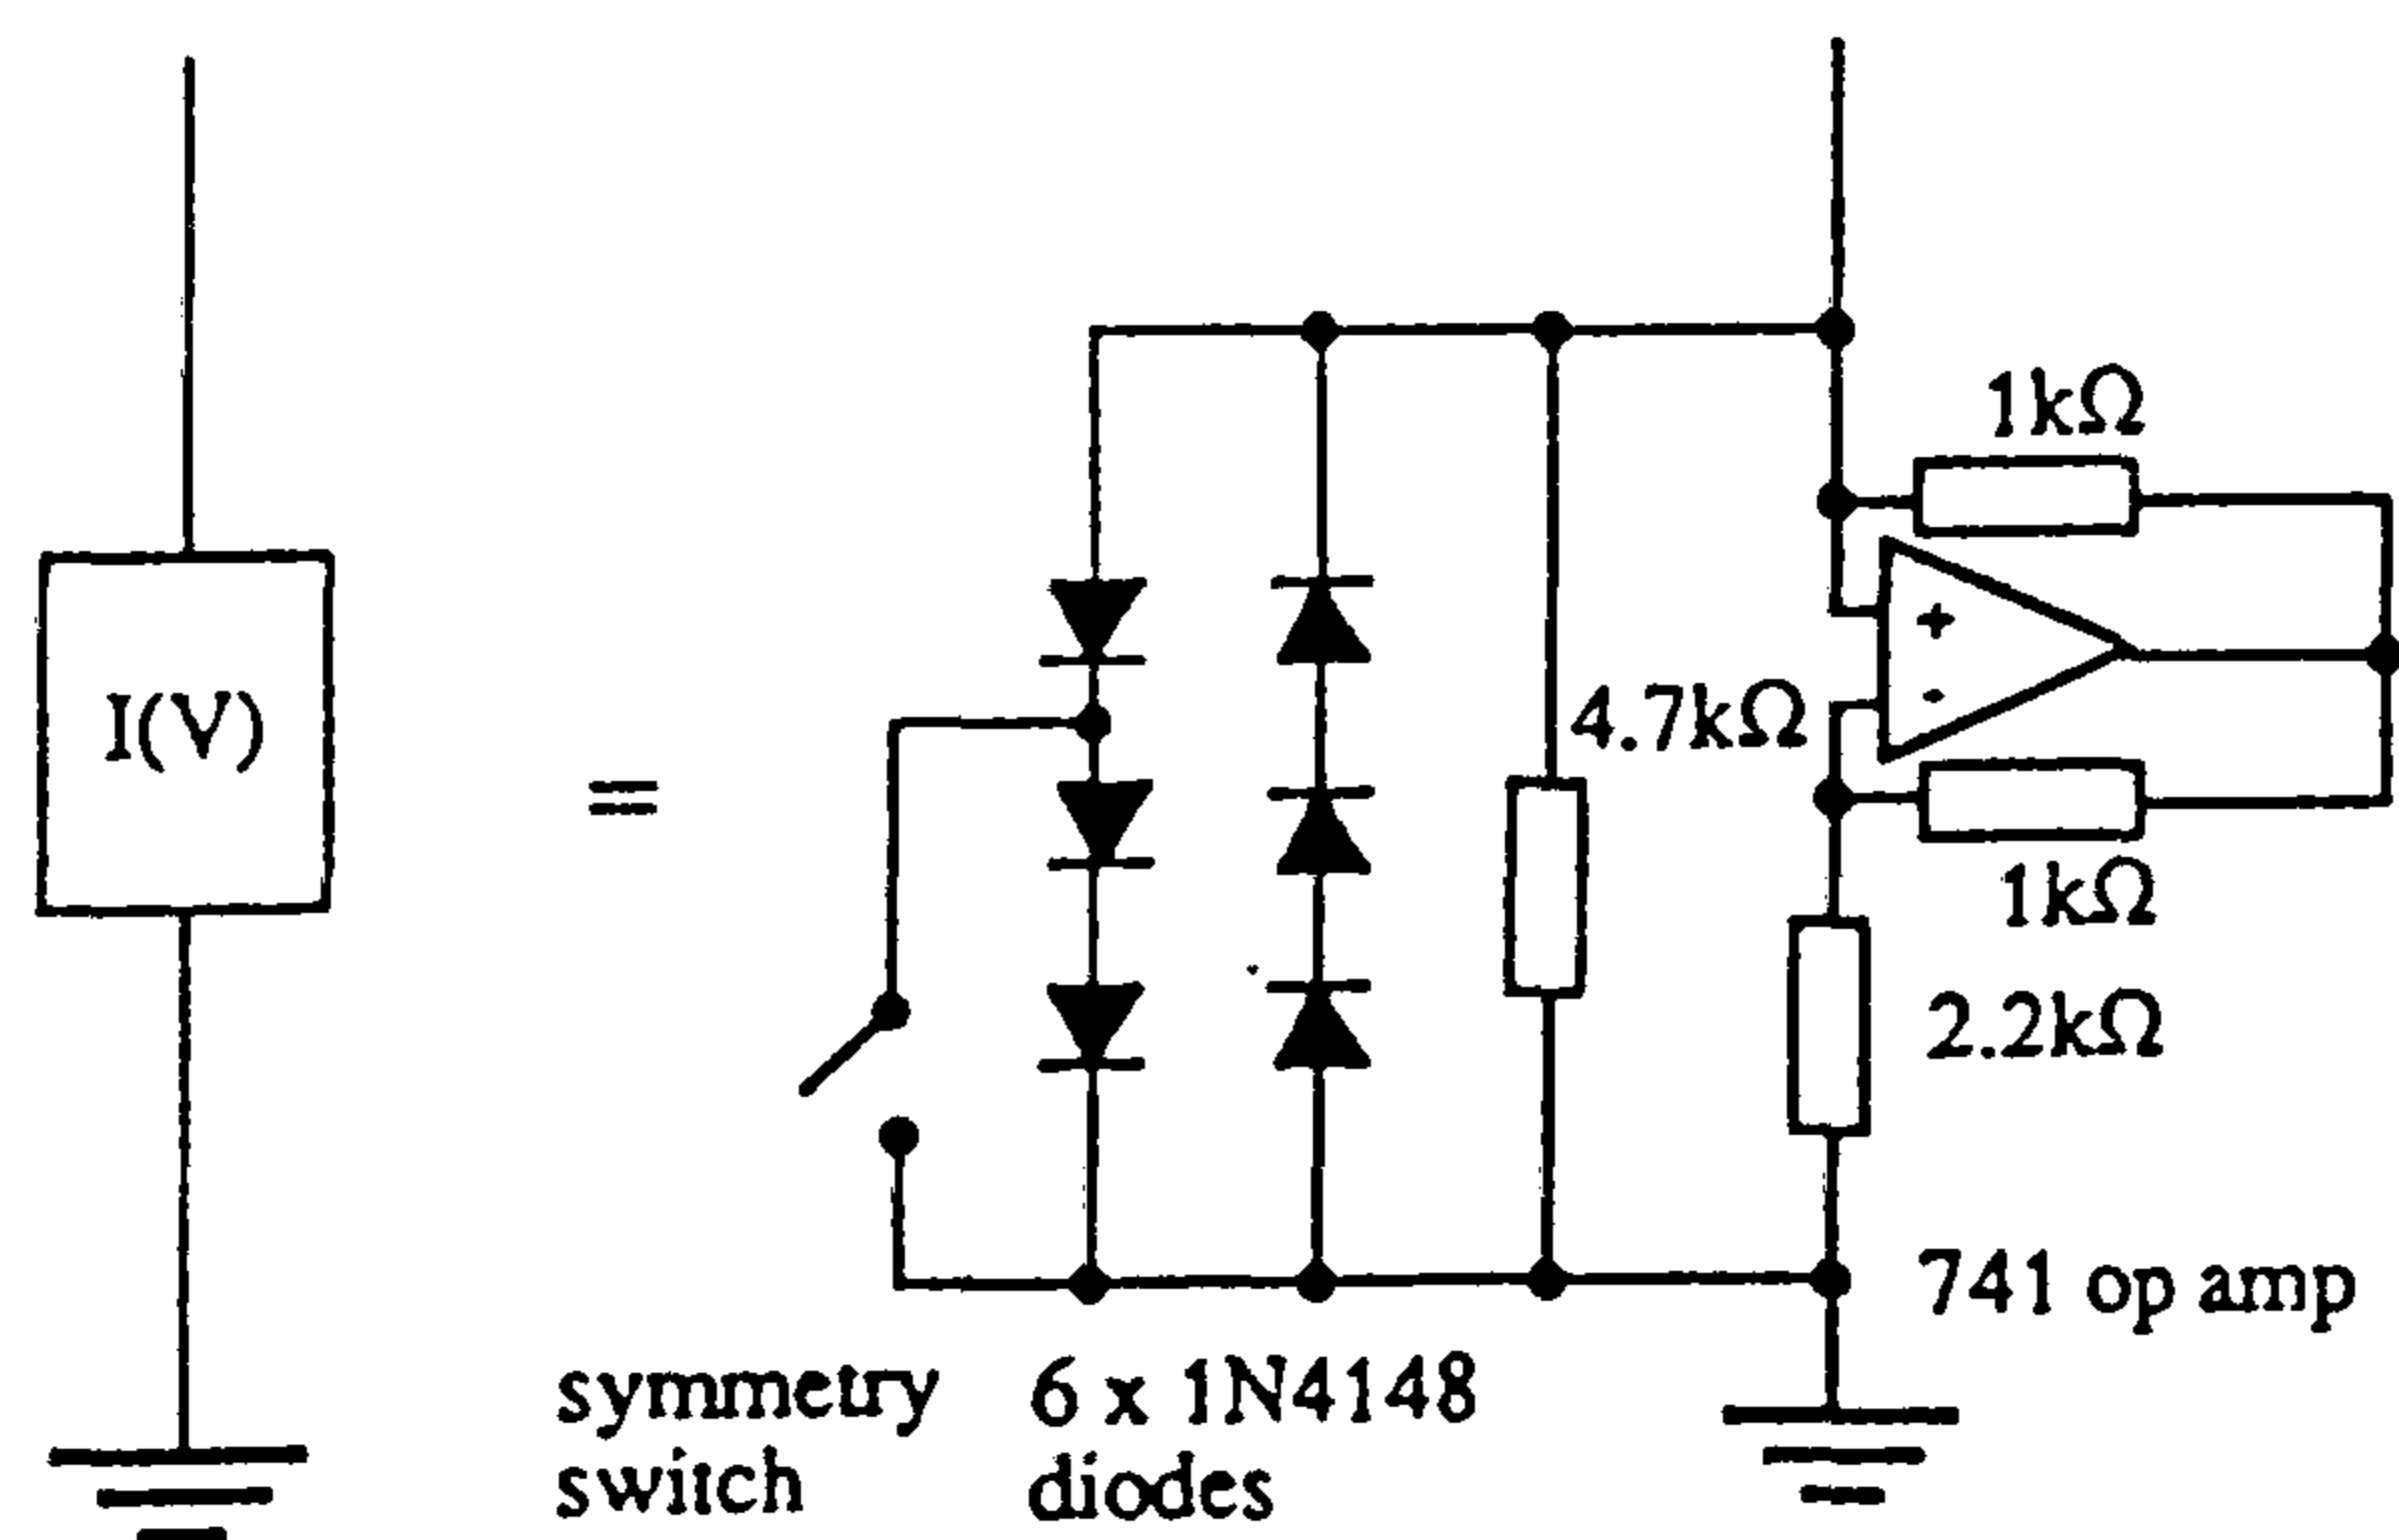 1kΩ
+
I(V)
4.7kΩ
-
=
1kΩ
2.2kΩ
741 op amp
symmetry
switch
6 x 1N4148
diodes